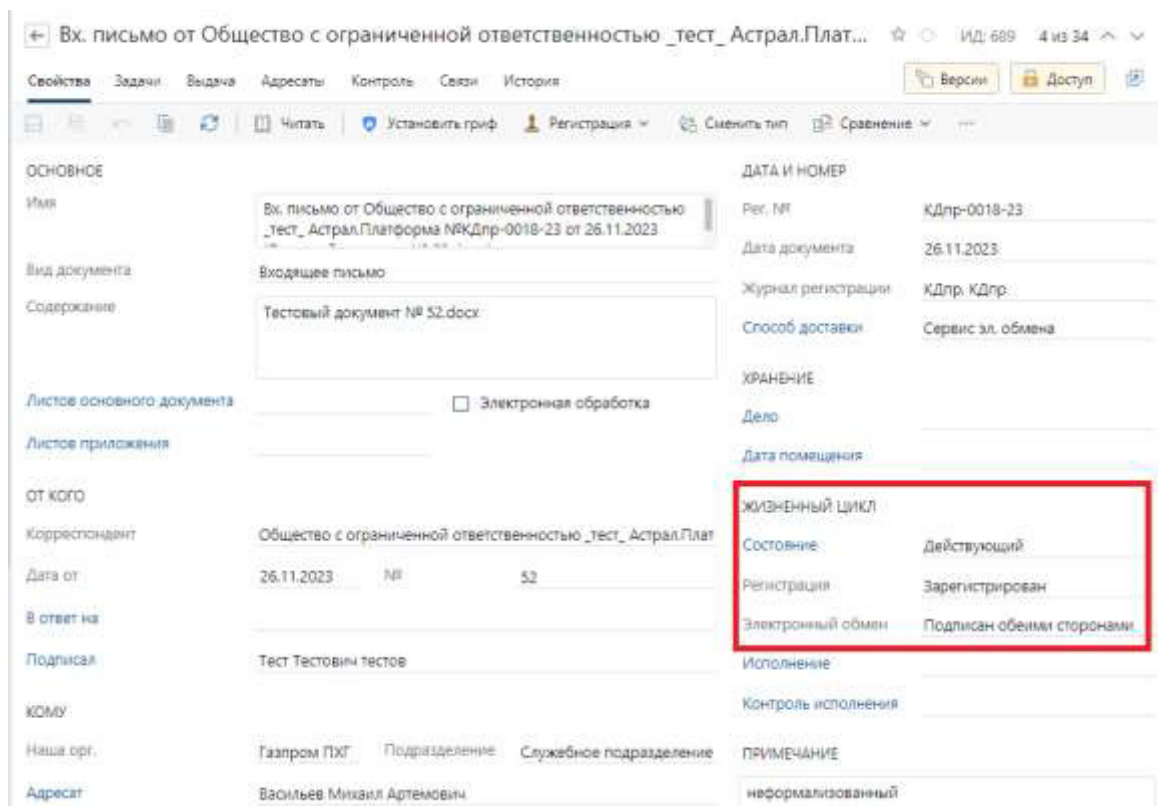 Вх. письмо от Общество с ограниченной ответственностью _тест_ Астрал.Плат... ИД: 689 4 из 34
Свойства Задачи Выдача Адресаты Контроль Связи История Версии Доступ
Читать Установить гриф Регистрация Сменить тип Сравнение ...
ОСНОВНОЕ
Имя
Вх. письмо от Общество с ограниченной ответственностью
_тест_ Астрал.Платформа №КДпр-0018-23 от 26.11.2023
Вид документа Входящее письмо
Содержание Тестовый документ № 52.docx
Листов основного документа Электронная обработка
Листов приложения
ОТ КОГО
Корреспондент Общество с ограниченной ответственностью _тест_ Астрал.Плат
Дата от 26.11.2023 № 52
В ответ на
Подписал Тест Тестович тестов
КОМУ
Наша орг. Газпром ПХГ Подразделение Служебное подразделение
Адресат Васильев Михаил Артемович
ДАТА И НОМЕР
Рег. № КДпр-0018-23
Дата документа 26.11.2023
Журнал регистрации КДпр. КДпр
Способ доставки Сервис эл. обмена
ХРАНЕНИЕ
Дело
Дата помещения
ЖИЗНЕННЫЙ ЦИКЛ
Состояние Действующий
Регистрация Зарегистрирован
Электронный обмен Подписан обеими сторонами
Исполнение
Контроль исполнения
ПРИМЕЧАНИЕ
неформализованный